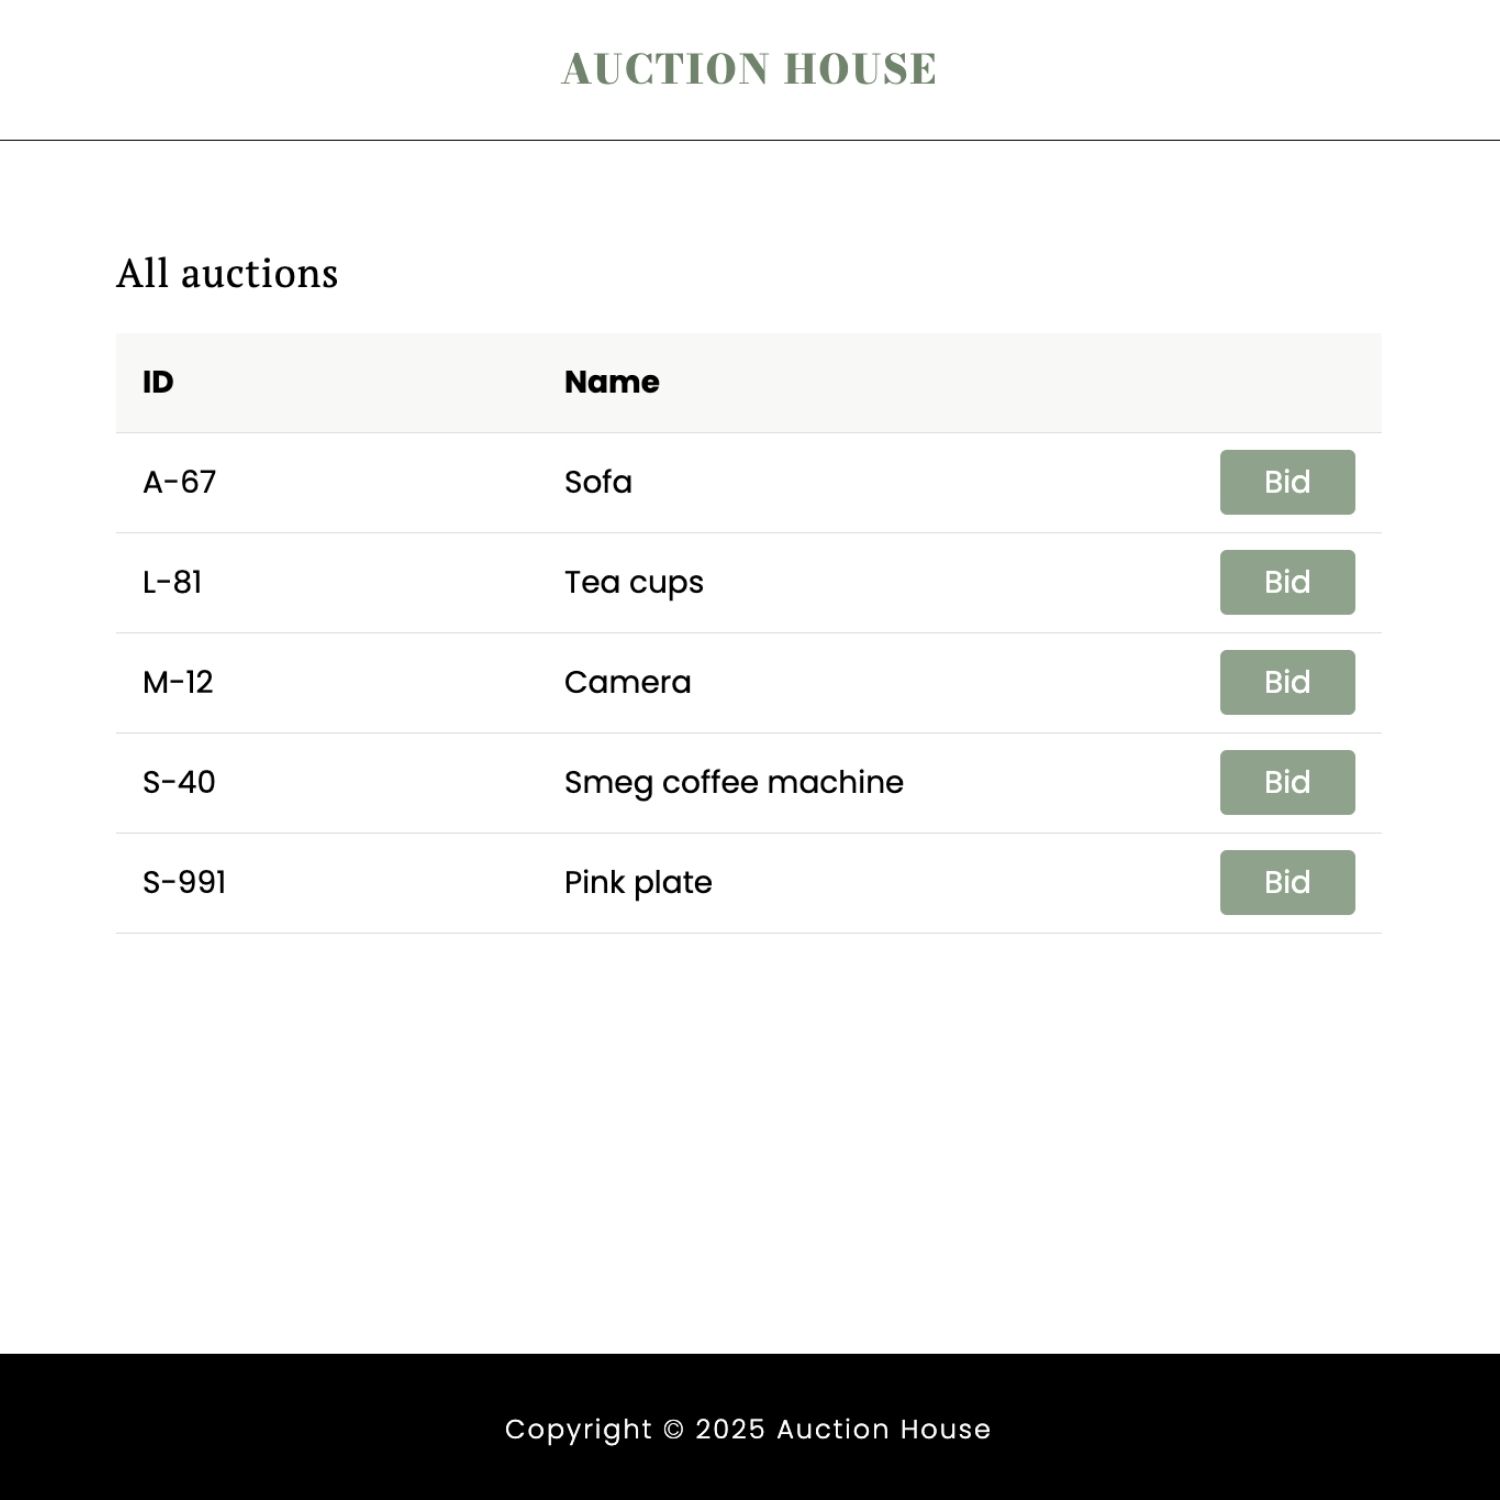 AUCTION HOUSE
All auctions
ID Name
A-67 Sofa Bid
L-81 Tea cups Bid
M-12 Camera Bid
S-40 Smeg coffee machine Bid
S-991 Pink plate Bid
Copyright © 2025 Auction House